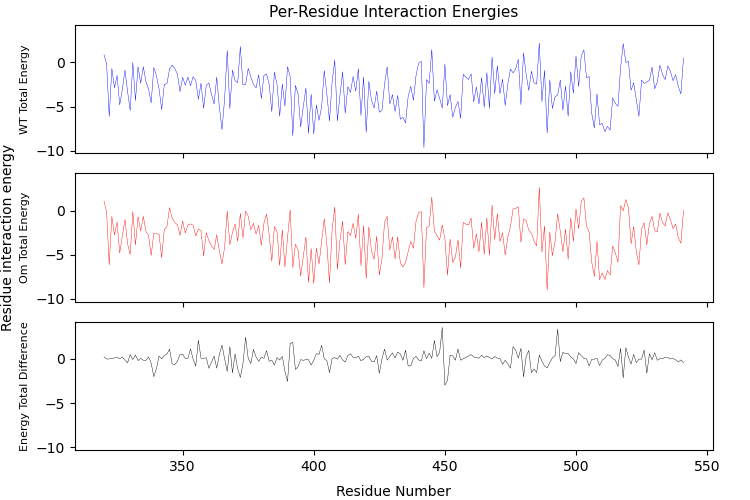 Per-Residue Interaction Energies
Residue interaction energy
WT Total Energy
0
−5
−10
Om Total Energy
0
−5
−10
Energy Total Difference
0
−5
−10
350 400 450 500 550
Residue Number